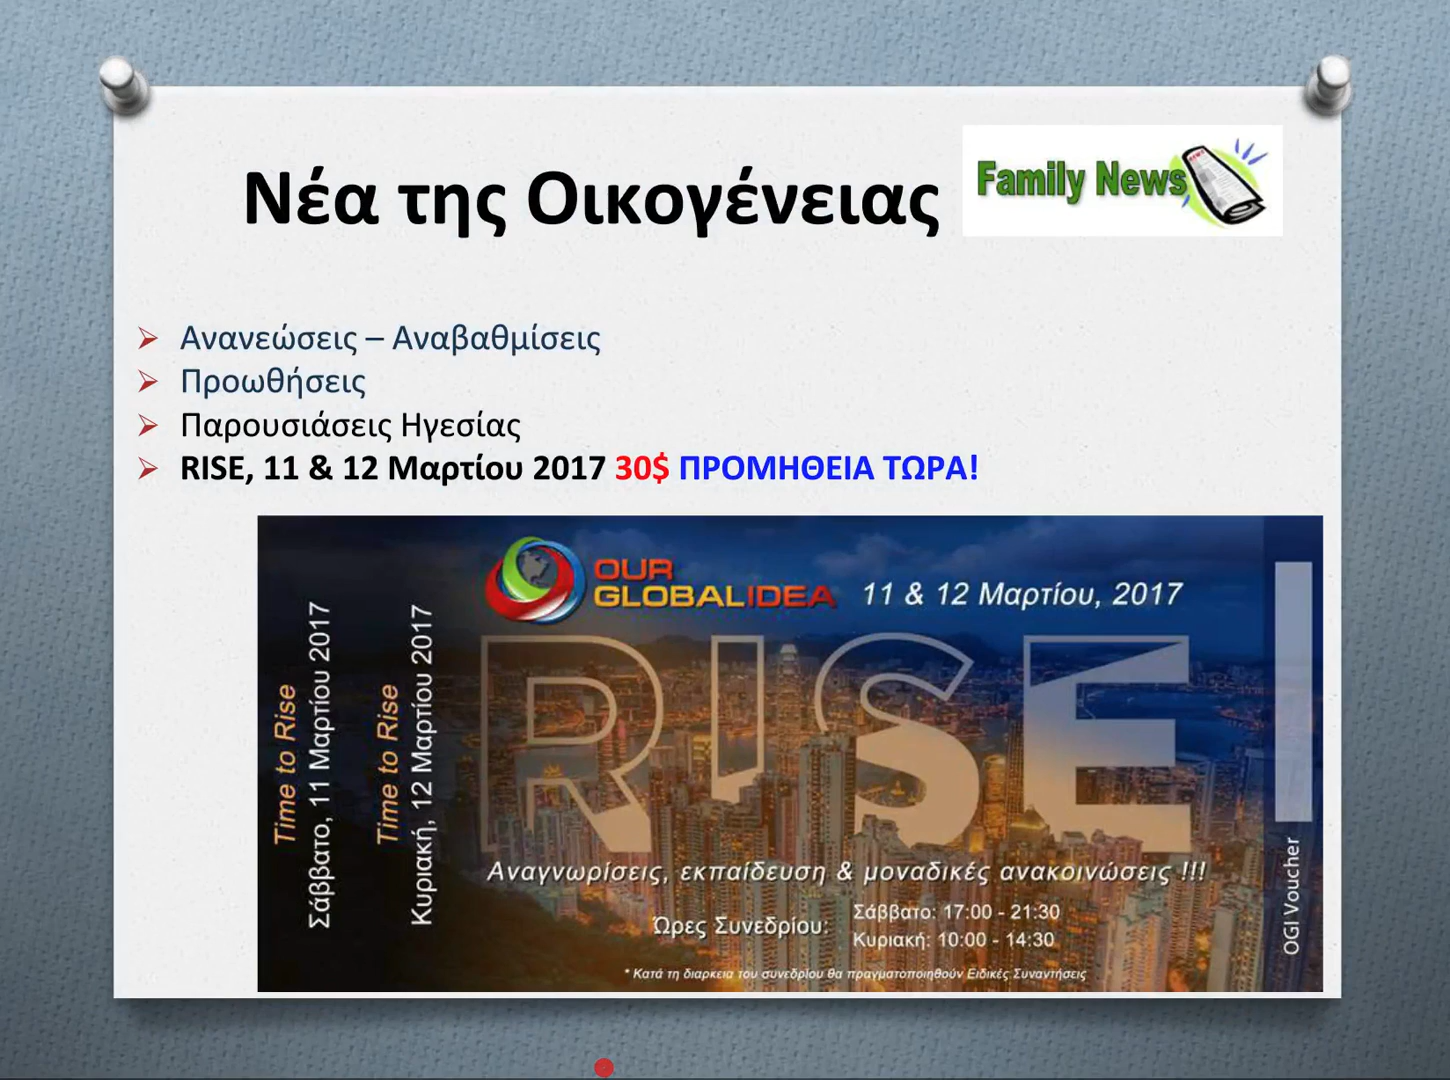 Νέα της Οικογένειας
Family News
Ανανεώσεις – Αναβαθμίσεις
Προωθήσεις
Παρουσιάσεις Ηγεσίας
RISE, 11 & 12 Μαρτίου 2017 30$ ΠΡΟΜΗΘΕΙΑ ΤΩΡΑ!
Time to Rise
Σάββατο, 11 Μαρτίου 2017
Time to Rise
Κυριακή, 12 Μαρτίου 2017
OUR
GLOBALIDEA
11 & 12 Μαρτίου, 2017
RISE
Αναγνωρίσεις, εκπαίδευση & μοναδικές ανακοινώσεις !!!
Ώρες Συνεδρίου:
Σάββατο: 17:00 - 21:30
Κυριακή: 10:00 - 14:30
* Κατά τη διαρκεια του συνεδρίου θα πραγματοποιηθούν Ειδικές Συναντήσεις
OGI Voucher